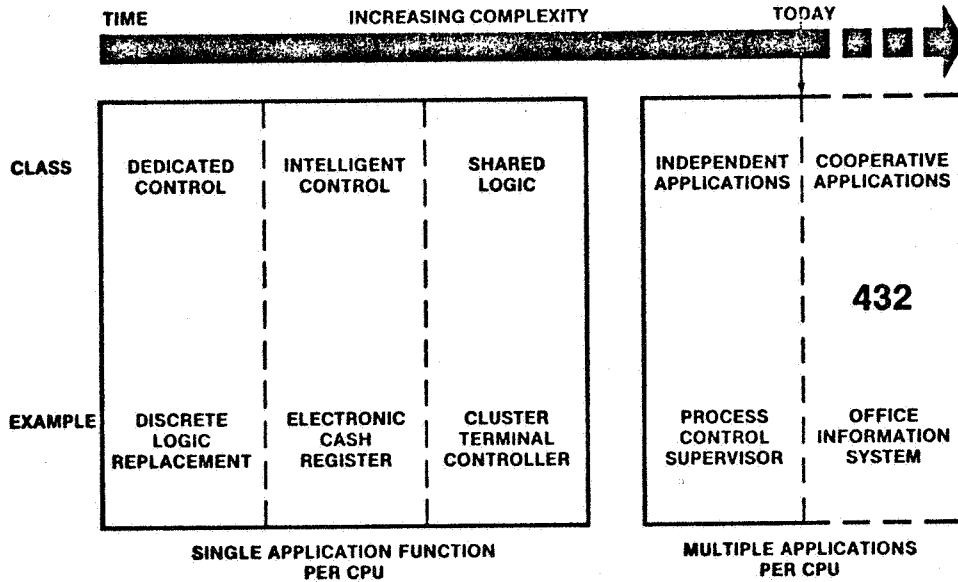 TIME INCREASING COMPLEXITY TODAY
CLASS
DEDICATED
CONTROL
INTELLIGENT
CONTROL
SHARED
LOGIC
INDEPENDENT
APPLICATIONS
COOPERATIVE
APPLICATIONS
432
EXAMPLE
DISCRETE
LOGIC
REPLACEMENT
ELECTRONIC
CASH
REGISTER
CLUSTER
TERMINAL
CONTROLLER
PROCESS
CONTROL
SUPERVISOR
OFFICE
INFORMATION
SYSTEM
SINGLE APPLICATION FUNCTION
PER CPU
MULTIPLE APPLICATIONS
PER CPU